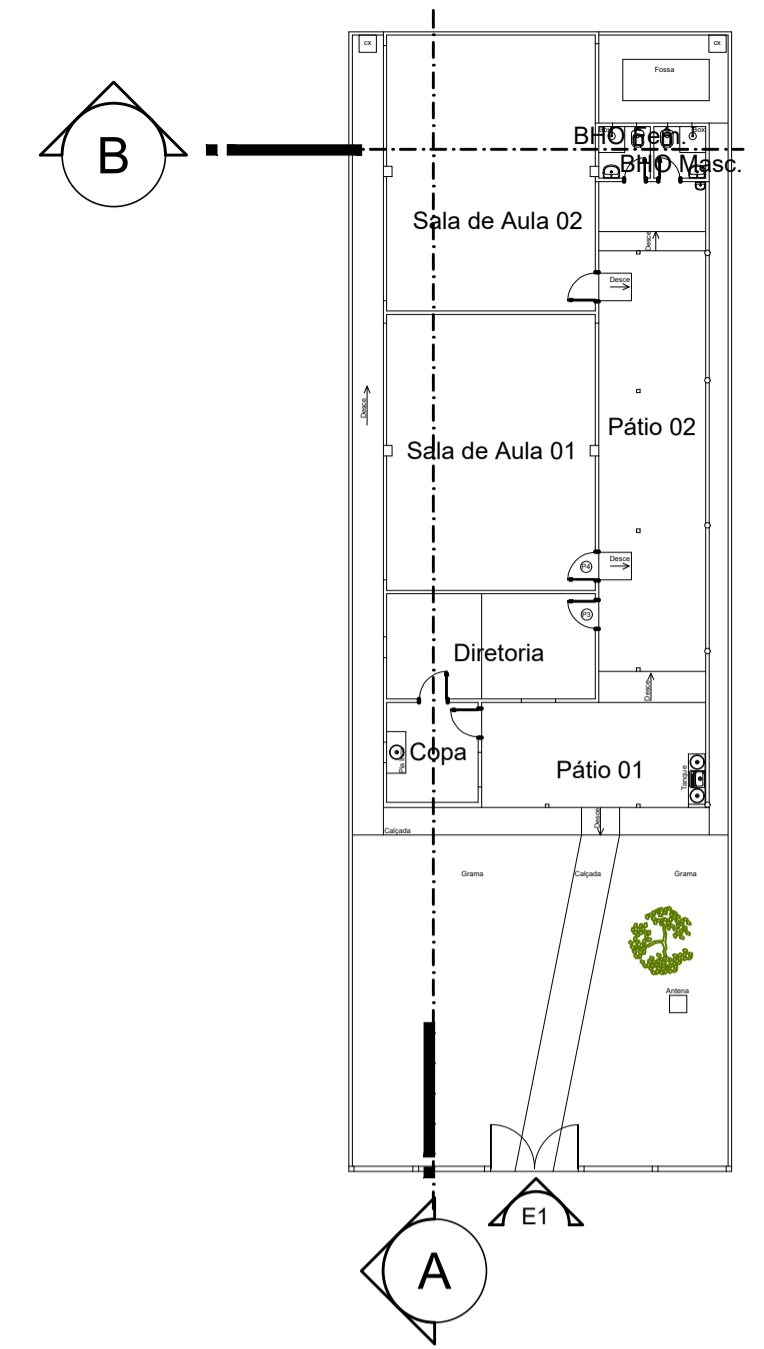 cx
cx
Fossa
B
Box
Box
BHO Fem.
BHO Masc.
Sala de Aula 02
Desce
Desce
Desce
Pátio 02
Sala de Aula 01
Desce
P4
P3
Diretoria
Desce
Copa
Pátio 01
Tanque
Desce
Calçada
Grama
Calçada
Grama
Antena
E1
A